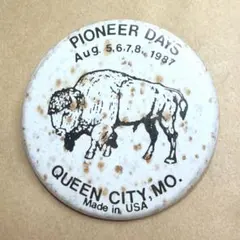 PIONEER DAYS
Aug. 5,6,7,8, 1987
QUEEN CITY, MO.
Made in USA